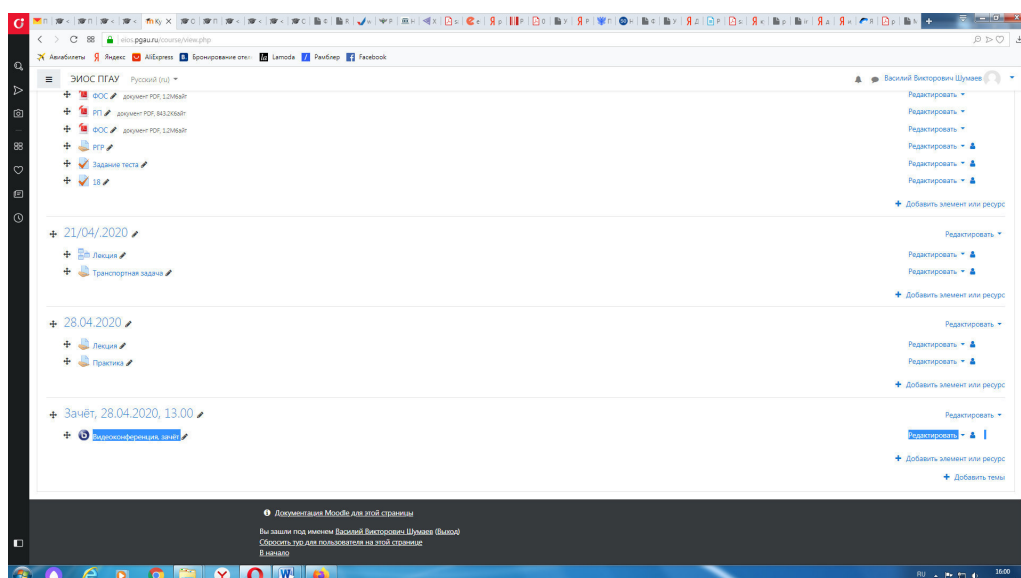 eios.pgau.ru/course/view.php
Авиабилеты Яндекс AliExpress Бронирование отел Lamoda Рамблер Facebook
ЭИОС ПГАУ Русский (ru) Василий Викторович Шумаев
ФОС документ PDF, 1.2Мбайт Редактировать
РП документ PDF, 843.2Кбайт Редактировать
ФОС документ PDF, 1.2Мбайт Редактировать
РГР Редактировать
Задание теста Редактировать
18 Редактировать
Добавить элемент или ресурс
21/04/.2020 Редактировать
Лекция Редактировать
Транспортная задача Редактировать
Добавить элемент или ресурс
28.04.2020 Редактировать
Лекция Редактировать
Практика Редактировать
Добавить элемент или ресурс
Зачёт, 28.04.2020, 13.00 Редактировать
Видеоконференция, зачёт Редактировать
Добавить элемент или ресурс
Добавить темы
Документация Moodle для этой страницы
Вы зашли под именем Василий Викторович Шумаев (Выход)
Сбросить тур для пользователя на этой странице
В начало
RU 16:00